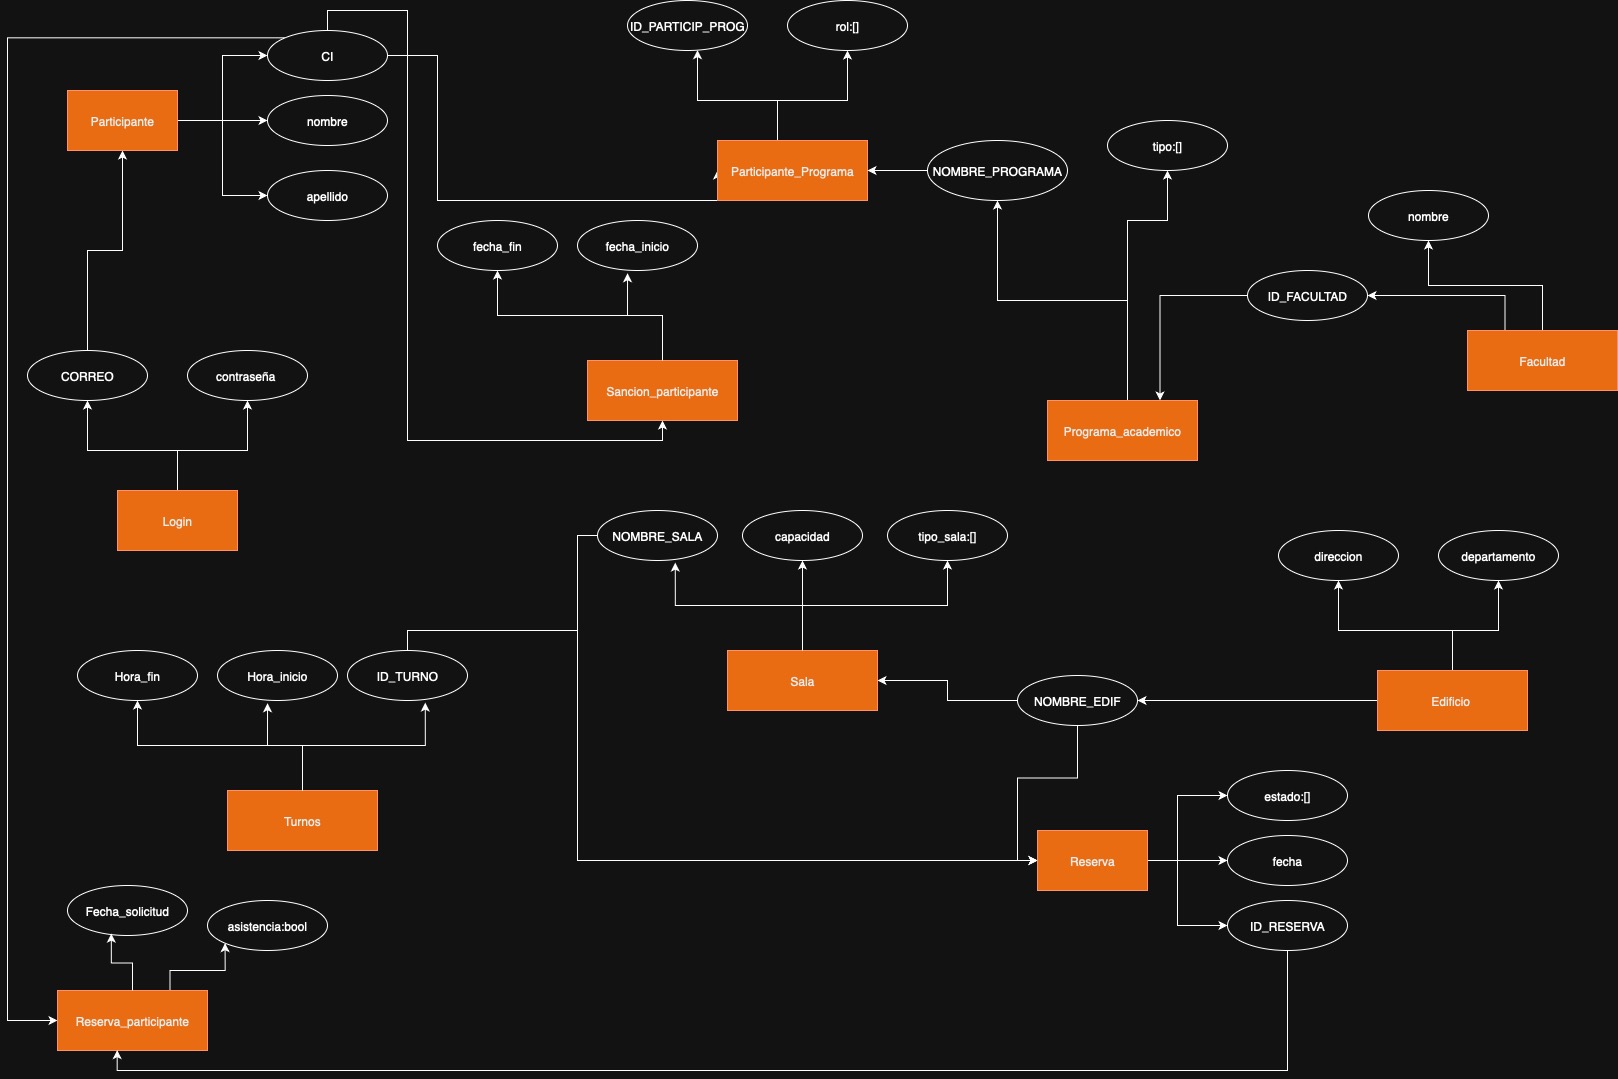 ID_PARTICIP_PROG
rol:[]
CI
Participante
nombre
apellido
Participante_Programa
NOMBRE_PROGRAMA
tipo:[]
nombre
fecha_fin
fecha_inicio
ID_FACULTAD
Facultad
CORREO
contraseña
Sancion_participante
Programa_academico
Login
NOMBRE_SALA
capacidad
tipo_sala:[]
direccion
departamento
Hora_fin
Hora_inicio
ID_TURNO
Sala
NOMBRE_EDIF
Edificio
Turnos
estado:[]
Reserva
fecha
Fecha_solicitud
asistencia:bool
ID_RESERVA
Reserva_participante